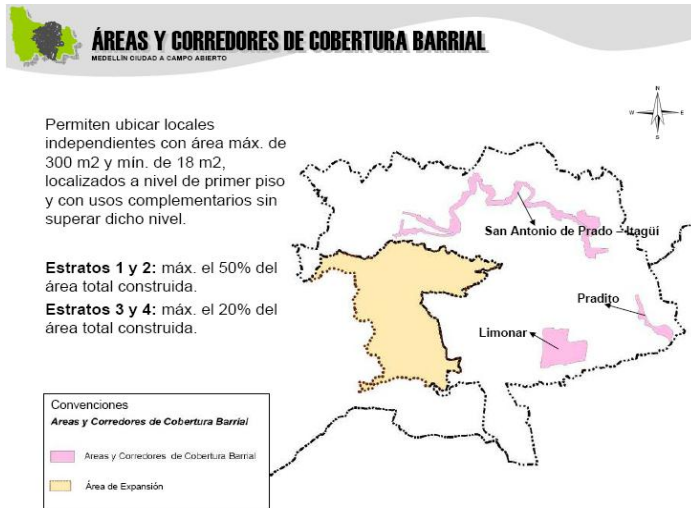 ÁREAS Y CORREDORES DE COBERTURA BARRIAL
MEDELLÍN CIUDAD A CAMPO ABIERTO
N
W E
S
Permiten ubicar locales
independientes con área máx. de
300 m2 y mín. de 18 m2,
localizados a nivel de primer piso
y con usos complementarios sin
superar dicho nivel.
Estratos 1 y 2: máx. el 50% del
área total construida.
Estratos 3 y 4: máx. el 20% del
área total construida.
San Antonio de Prado – Itagüí
Pradito
Limonar
Convenciones
Areas y Corredores de Cobertura Barrial
Areas y Corredores de Cobertura Barrial
Área de Expansión